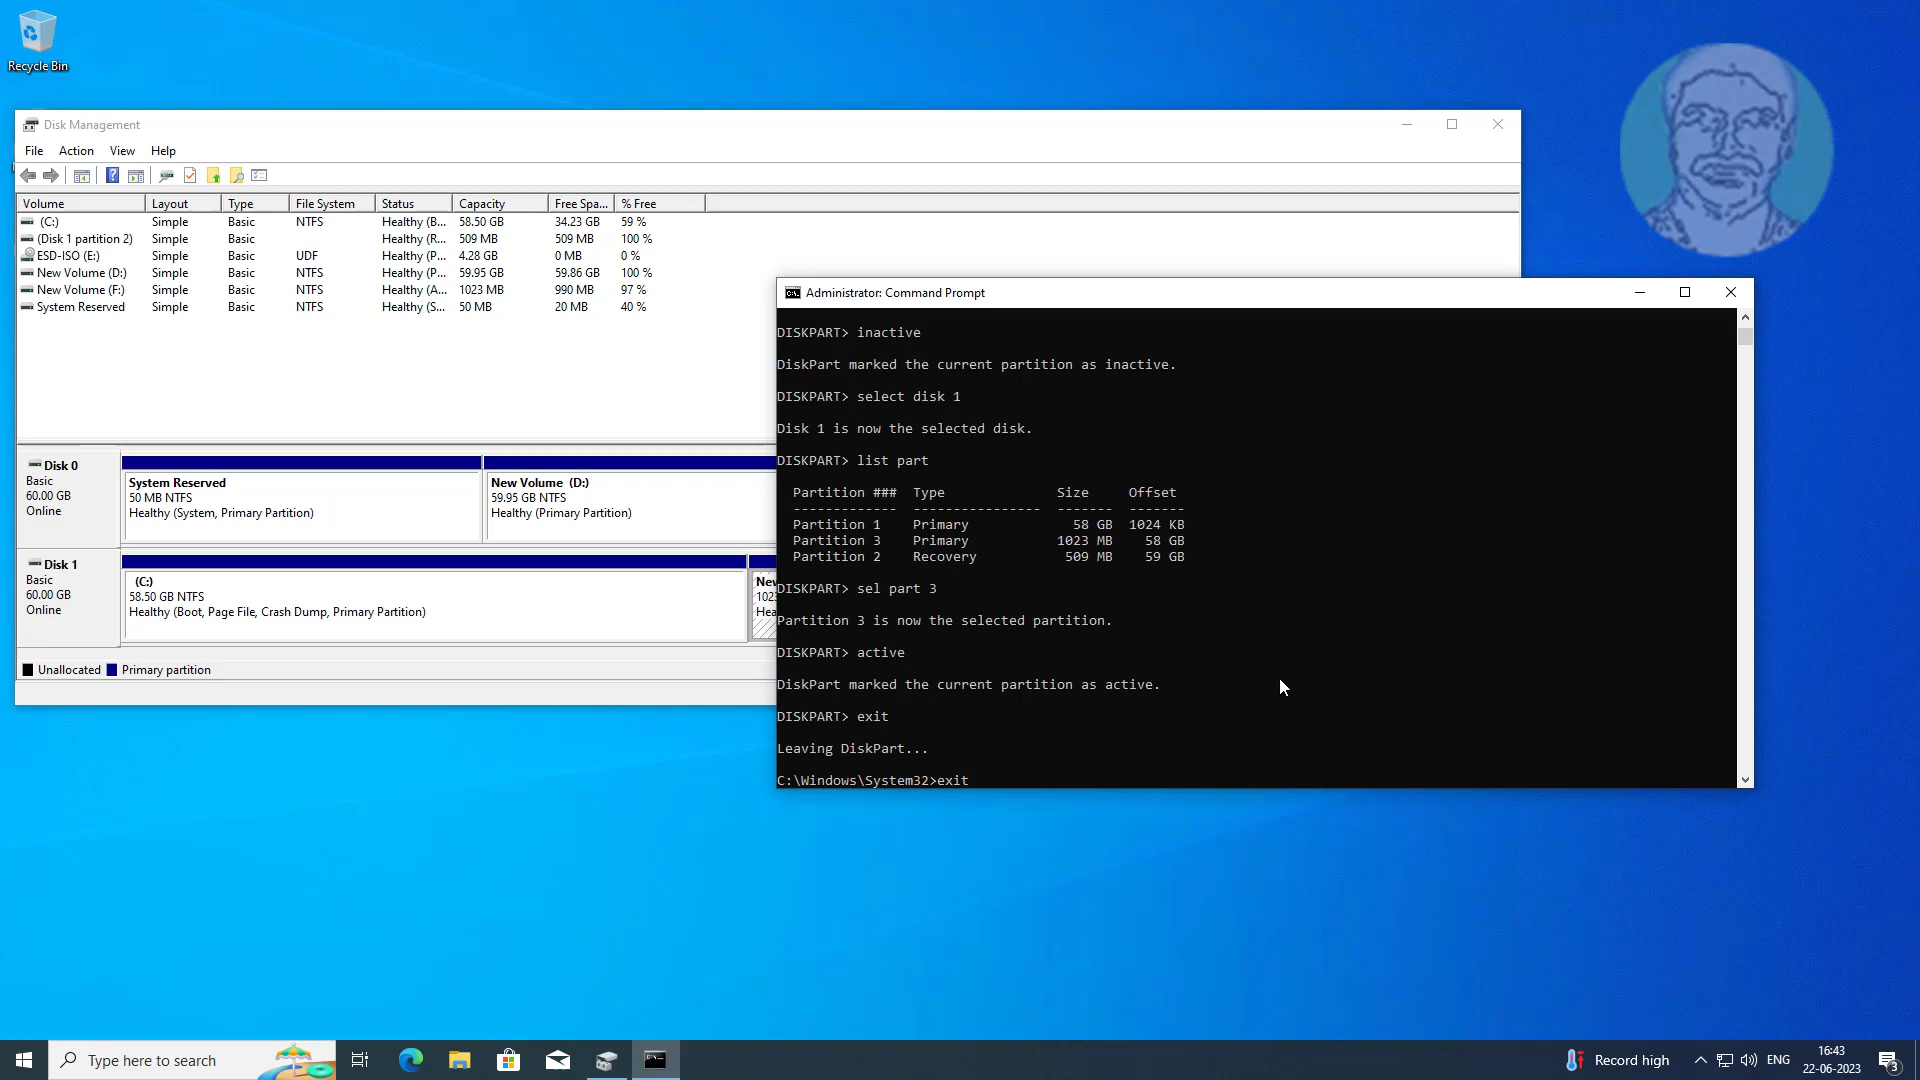 Recycle Bin
Disk Management
File Action View Help
Volume Layout Type File System Status Capacity Free Spa... % Free
(C:) Simple Basic NTFS Healthy (B... 58.50 GB 34.23 GB 59 %
(Disk 1 partition 2) Simple Basic Healthy (R... 509 MB 509 MB 100 %
ESD-ISO (E:) Simple Basic UDF Healthy (P... 4.28 GB 0 MB 0 %
New Volume (D:) Simple Basic NTFS Healthy (P... 59.95 GB 59.86 GB 100 %
New Volume (F:) Simple Basic NTFS Healthy (A... 1023 MB 990 MB 97 %
System Reserved Simple Basic NTFS Healthy (S... 50 MB 20 MB 40 %
Disk 0
Basic
60.00 GB
Online
System Reserved
50 MB NTFS
Healthy (System, Primary Partition)
New Volume (D:)
59.95 GB NTFS
Healthy (Primary Partition)
Disk 1
Basic
60.00 GB
Online
(C:)
58.50 GB NTFS
Healthy (Boot, Page File, Crash Dump, Primary Partition)
Unallocated Primary partition
Administrator: Command Prompt
DISKPART> inactive
DiskPart marked the current partition as inactive.
DISKPART> select disk 1
Disk 1 is now the selected disk.
DISKPART> list part
Partition ### Type Size Offset
------------- ---------------- ------- -------
Partition 1 Primary 58 GB 1024 KB
Partition 3 Primary 1023 MB 58 GB
Partition 2 Recovery 509 MB 59 GB
DISKPART> sel part 3
Partition 3 is now the selected partition.
DISKPART> active
DiskPart marked the current partition as active.
DISKPART> exit
Leaving DiskPart...
C:\Windows\System32>exit
Type here to search
Record high
ENG
16:43
22-06-2023
3